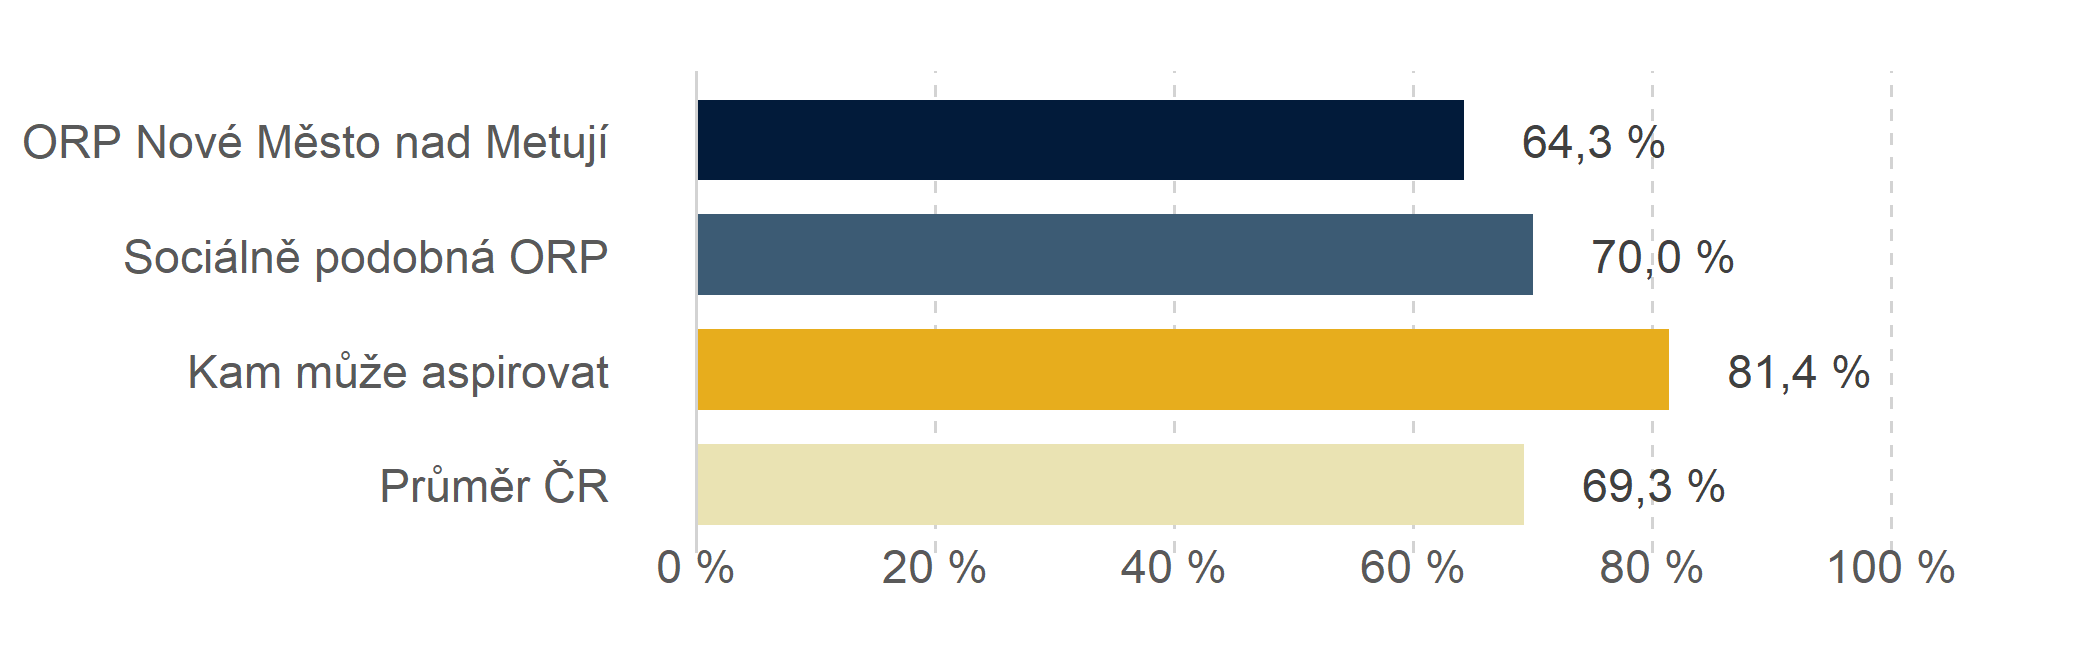 ORP Nové Město nad Metují 64,3 %
Sociálně podobná ORP 70,0 %
Kam může aspirovat 81,4 %
Průměr ČR 69,3 %
0 % 20 % 40 % 60 % 80 % 100 %